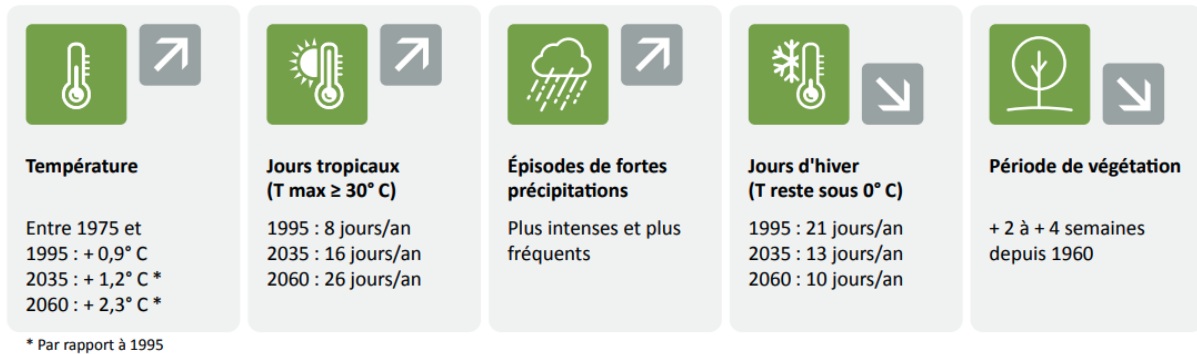 Température
Entre 1975 et
1995 : + 0,9° C
2035 : + 1,2° C *
2060 : + 2,3° C *
Jours tropicaux
(T max ≥ 30° C)
1995 : 8 jours/an
2035 : 16 jours/an
2060 : 26 jours/an
Épisodes de fortes
précipitations
Plus intenses et plus
fréquents
Jours d'hiver
(T reste sous 0° C)
1995 : 21 jours/an
2035 : 13 jours/an
2060 : 10 jours/an
Période de végétation
+ 2 à + 4 semaines
depuis 1960
* Par rapport à 1995